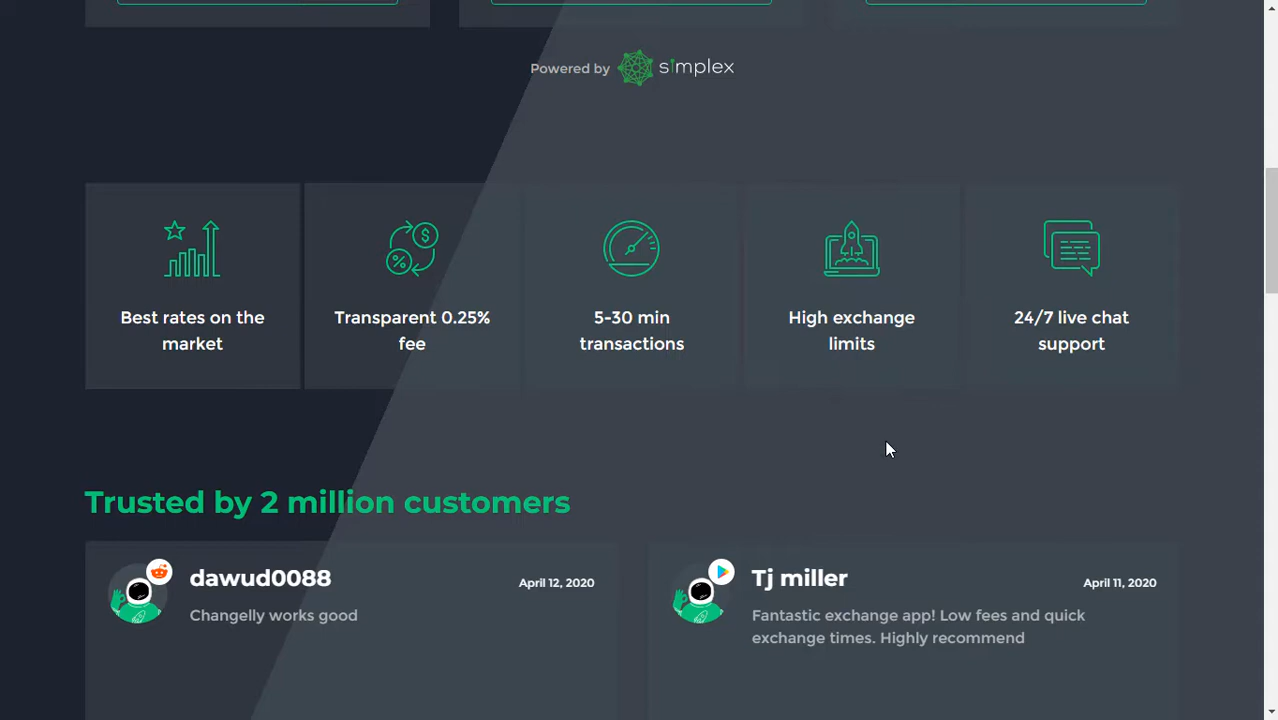 Powered by simplex
Best rates on the
market
Transparent 0.25%
fee
5-30 min
transactions
High exchange
limits
24/7 live chat
support
Trusted by 2 million customers
dawud0088
April 12, 2020
Changelly works good
Tj miller
April 11, 2020
Fantastic exchange app! Low fees and quick
exchange times. Highly recommend